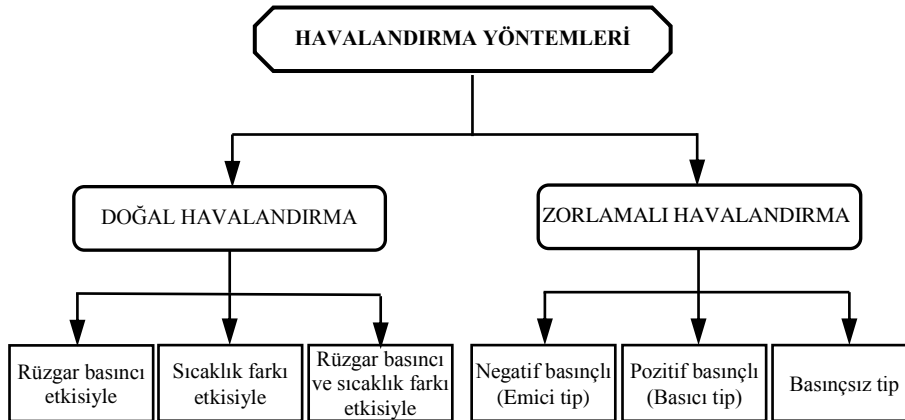 HAVALANDIRMA YÖNTEMLERİ
DOĞAL HAVALANDIRMA
ZORLAMALI HAVALANDIRMA
Rüzgar basıncı
etkisiyle
Sıcaklık farkı
etkisiyle
Rüzgar basıncı
ve sıcaklık farkı
etkisiyle
Negatif basınçlı
(Emici tip)
Pozitif basınçlı
(Basıcı tip)
Basınçsız tip